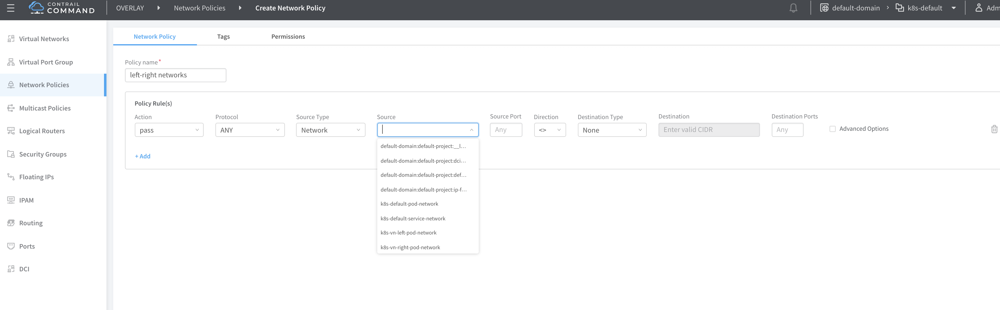 CONTRAIL
COMMAND
OVERLAY
Network Policies
Create Network Policy
default-domain
k8s-default
Adm
Virtual Networks
Virtual Port Group
Network Policies
Multicast Policies
Logical Routers
Security Groups
Floating IPs
IPAM
Routing
Ports
DCI
Network Policy
Tags
Permissions
Policy name*
left-right networks
Policy Rule(s)
Action
Protocol
Source Type
Source
Source Port
Direction
Destination Type
Destination
Destination Ports
pass
ANY
Network
Any
<>
None
Enter valid CIDR
Any
Advanced Options
+ Add
default-domain:default-project:__l...
default-domain:default-project:dci...
default-domain:default-project:def...
default-domain:default-project:ip-f...
k8s-default-pod-network
k8s-default-service-network
k8s-vn-left-pod-network
k8s-vn-right-pod-network